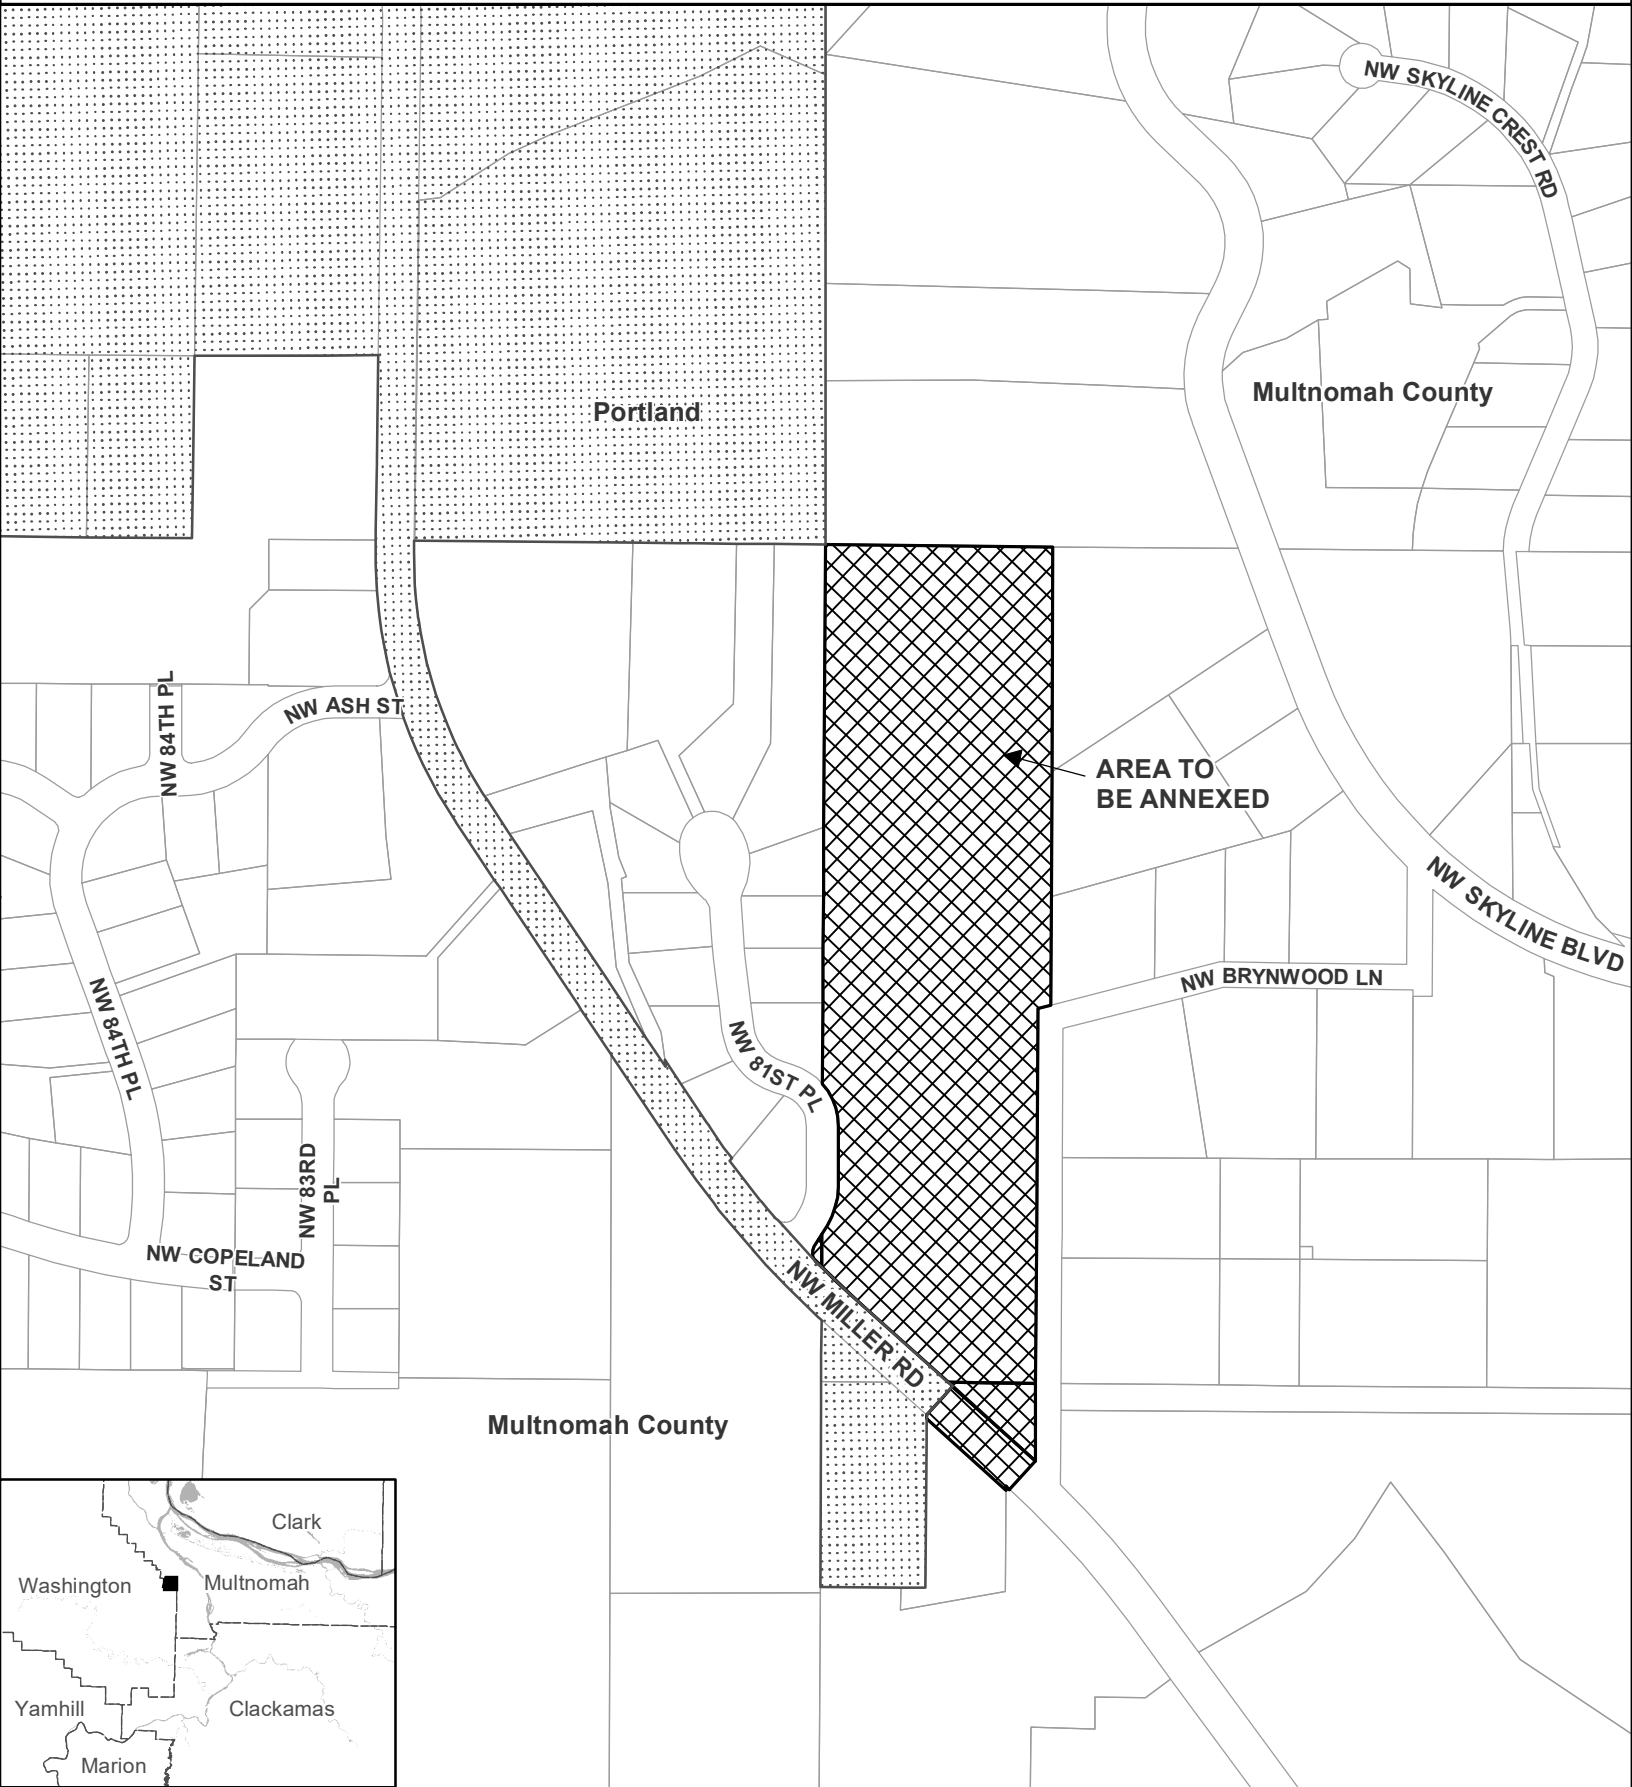 NW SKYLINE CREST RD
Portland
Multnomah County
NW 84TH PL
NW ASH ST
AREA TO
BE ANNEXED
NW SKYLINE BLVD
NW BRYNWOOD LN
NW 84TH PL
NW 81ST PL
NW 83RD
PL
NW COPELAND
ST
NW MILLER RD
Multnomah County
Clark
Washington
Multnomah
Yamhill
Clackamas
Marion